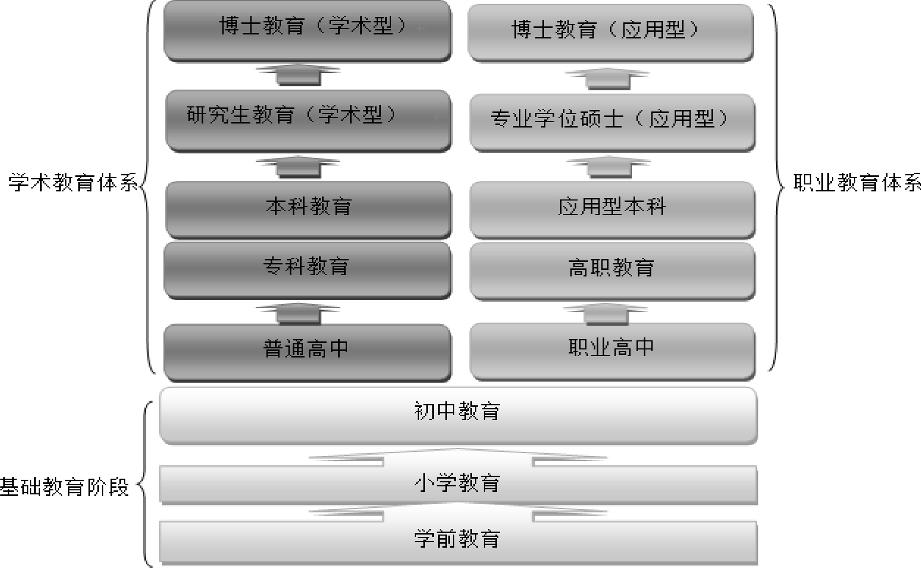 博士教育（学术型）
博士教育（应用型）
研究生教育（学术型）
专业学位硕士（应用型）
学术教育体系
职业教育体系
本科教育
应用型本科
专科教育
高职教育
普通高中
职业高中
初中教育
基础教育阶段
小学教育
学前教育